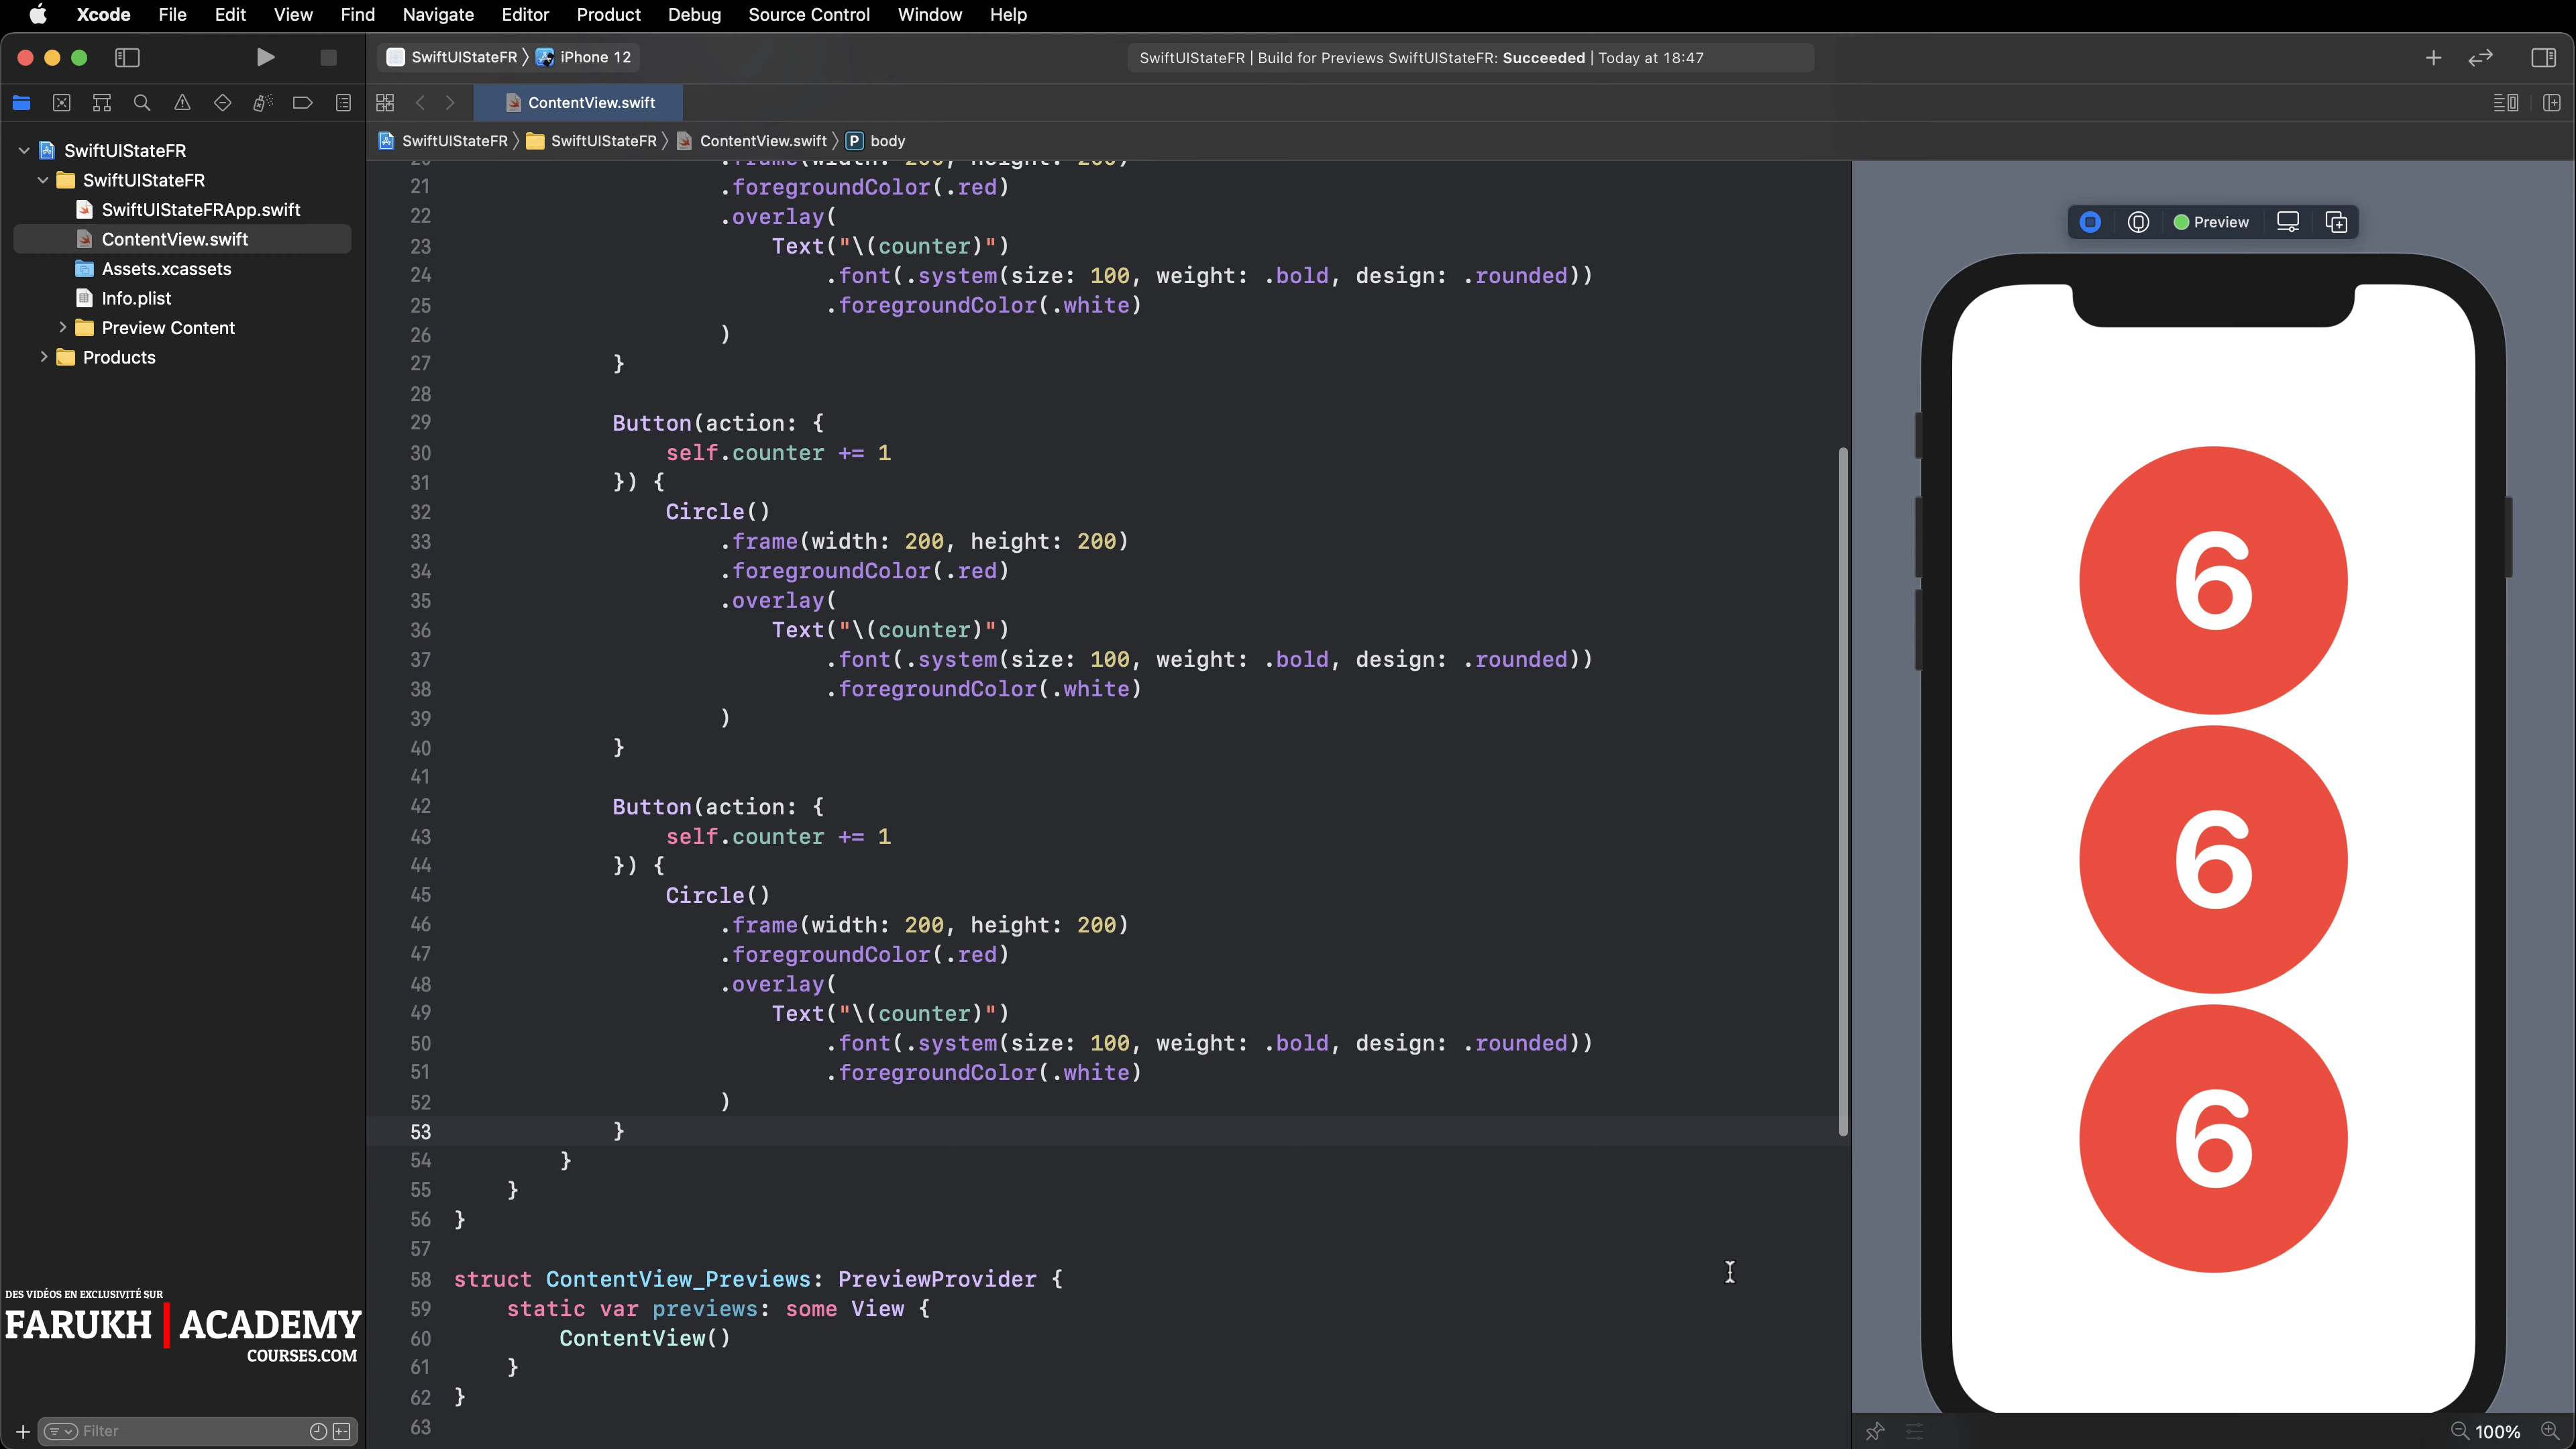 Xcode File Edit View Find Navigate Editor Product Debug Source Control Window Help
SwiftUIStateFR iPhone 12
SwiftUIStateFR | Build for Previews SwiftUIStateFR: Succeeded | Today at 18:47
ContentView.swift
SwiftUIStateFR SwiftUIStateFR ContentView.swift P body
SwiftUIStateFR
SwiftUIStateFR
SwiftUIStateFRApp.swift
ContentView.swift
Assets.xcassets
Info.plist
Preview Content
Products
20 .frame(width: 200, height: 200)
21 .foregroundColor(.red)
22 .overlay(
23 Text("\(counter)")
24 .font(.system(size: 100, weight: .bold, design: .rounded))
25 .foregroundColor(.white)
26 )
27 }
28
29 Button(action: {
30 self.counter += 1
31 }) {
32 Circle()
33 .frame(width: 200, height: 200)
34 .foregroundColor(.red)
35 .overlay(
36 Text("\(counter)")
37 .font(.system(size: 100, weight: .bold, design: .rounded))
38 .foregroundColor(.white)
39 )
40 }
41
42 Button(action: {
43 self.counter += 1
44 }) {
45 Circle()
46 .frame(width: 200, height: 200)
47 .foregroundColor(.red)
48 .overlay(
49 Text("\(counter)")
50 .font(.system(size: 100, weight: .bold, design: .rounded))
51 .foregroundColor(.white)
52 )
53 }
54 }
55 }
56 }
57
58 struct ContentView_Previews: PreviewProvider {
59 static var previews: some View {
60 ContentView()
61 }
62 }
63
Preview
6
6
6
DES VIDÉOS EN EXCLUSIVITÉ SUR
FARUKH | ACADEMY
COURSES.COM
Filter
100%